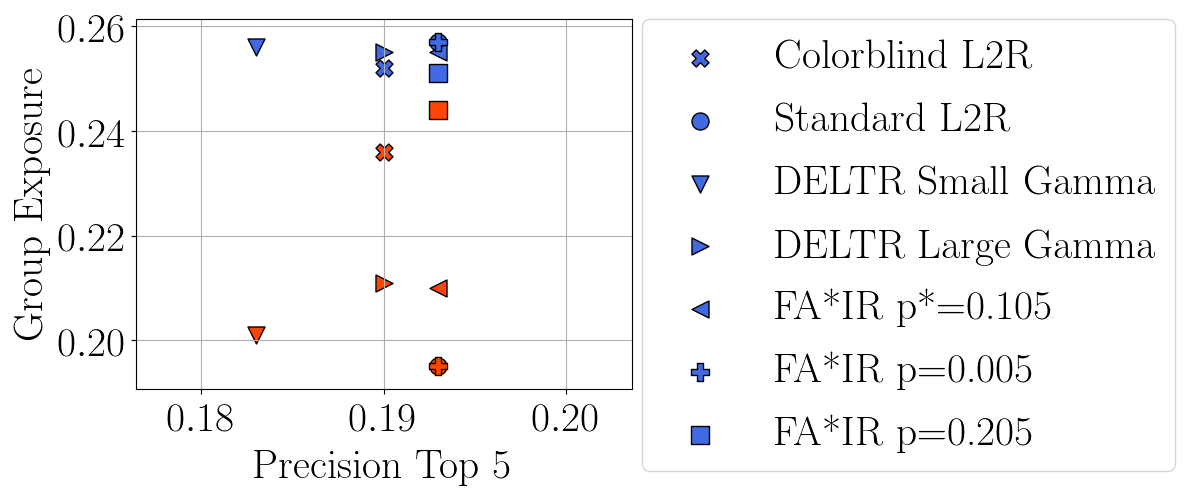 0.26
0.24
0.22
0.20
Group Exposure
0.18
0.19
0.20
Precision Top 5
Colorblind L2R
Standard L2R
DELTR Small Gamma
DELTR Large Gamma
FA*IR p*=0.105
FA*IR p=0.005
FA*IR p=0.205